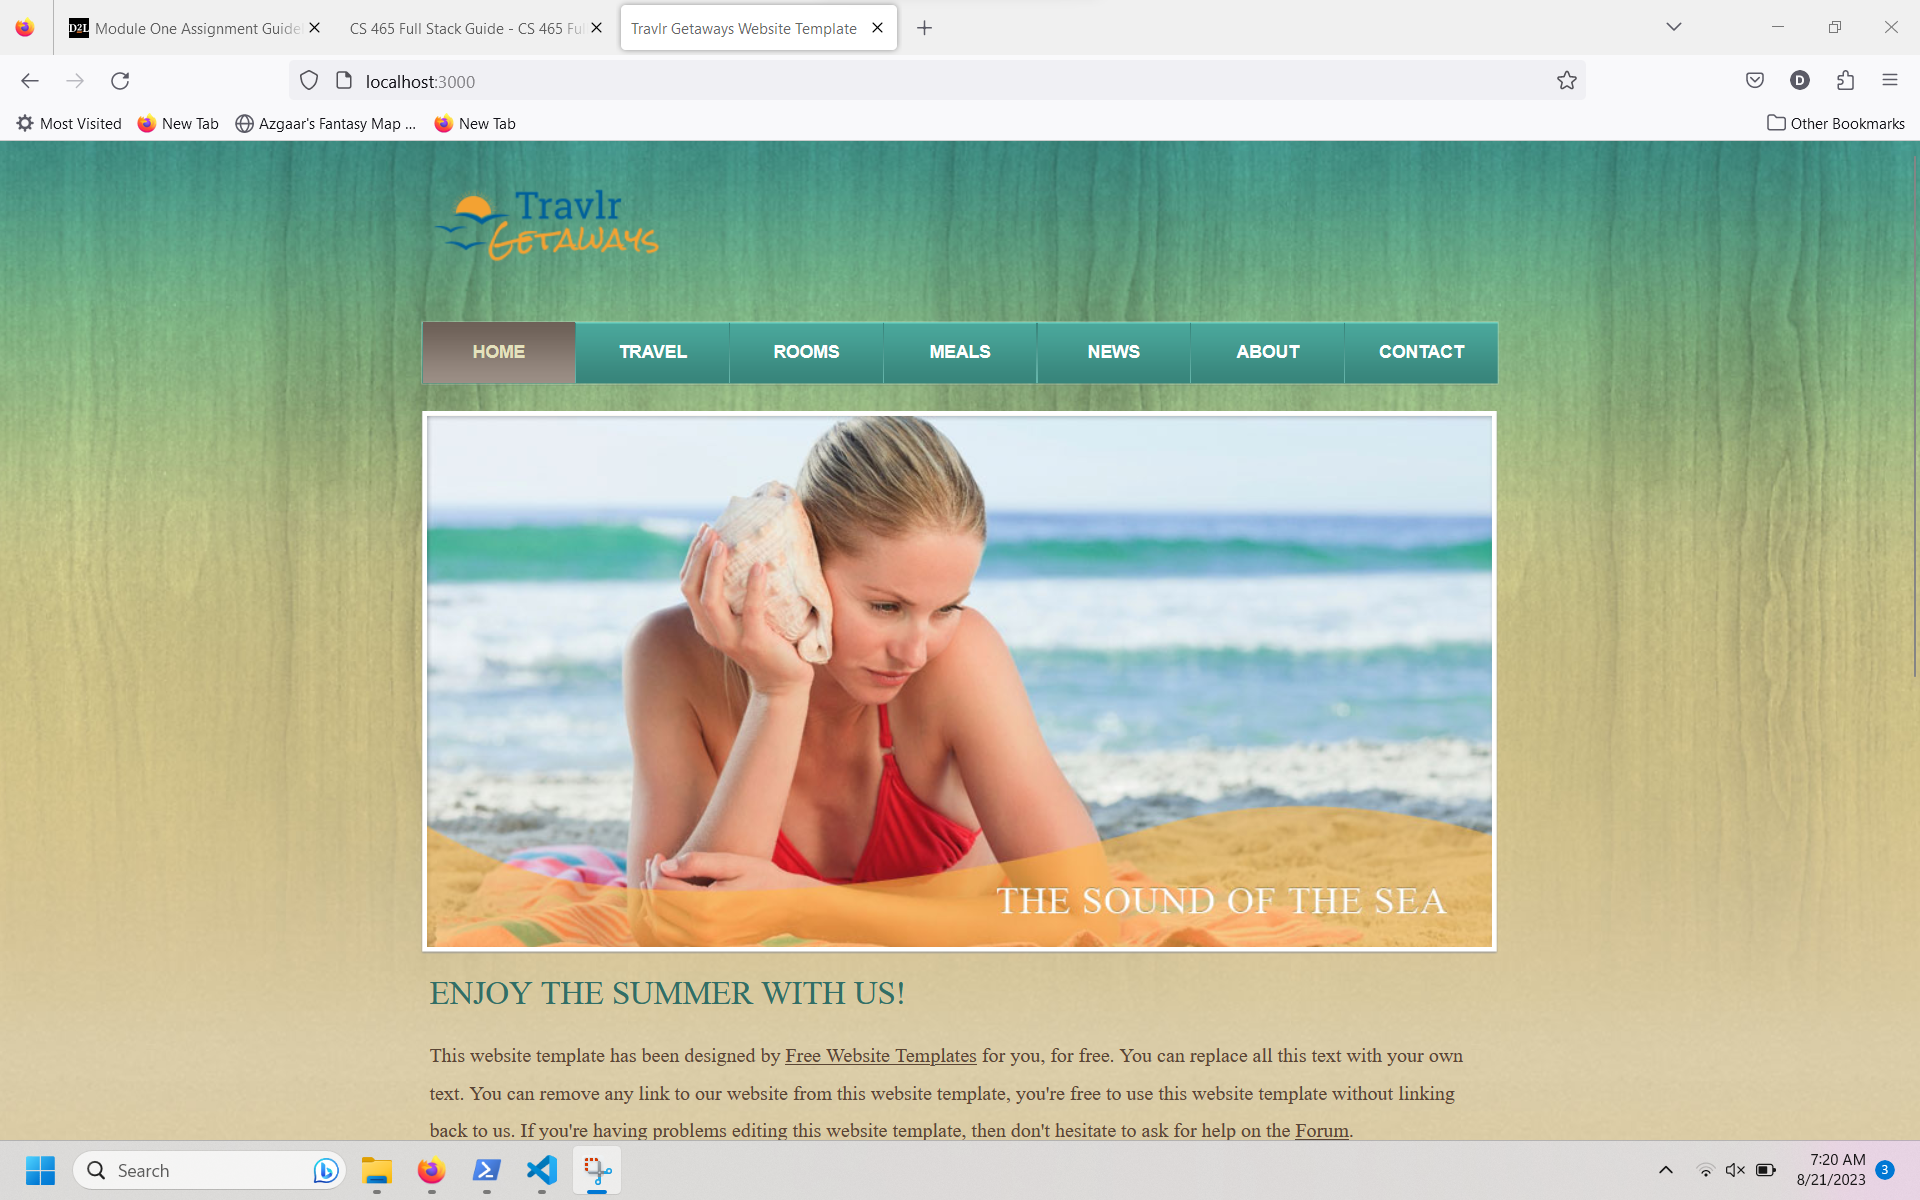 D2L Module One Assignment Guide
CS 465 Full Stack Guide - CS 465 Ful
Travlr Getaways Website Template
localhost:3000
D
Most Visited
New Tab
Azgaar's Fantasy Map ...
New Tab
Other Bookmarks
Travlr
GETAWAYS
HOME TRAVEL ROOMS MEALS NEWS ABOUT CONTACT
THE SOUND OF THE SEA
ENJOY THE SUMMER WITH US!
This website template has been designed by Free Website Templates for you, for free. You can replace all this text with your own
text. You can remove any link to our website from this website template, you're free to use this website template without linking
back to us. If you're having problems editing this website template, then don't hesitate to ask for help on the Forum.
Search
7:20 AM
8/21/2023
3